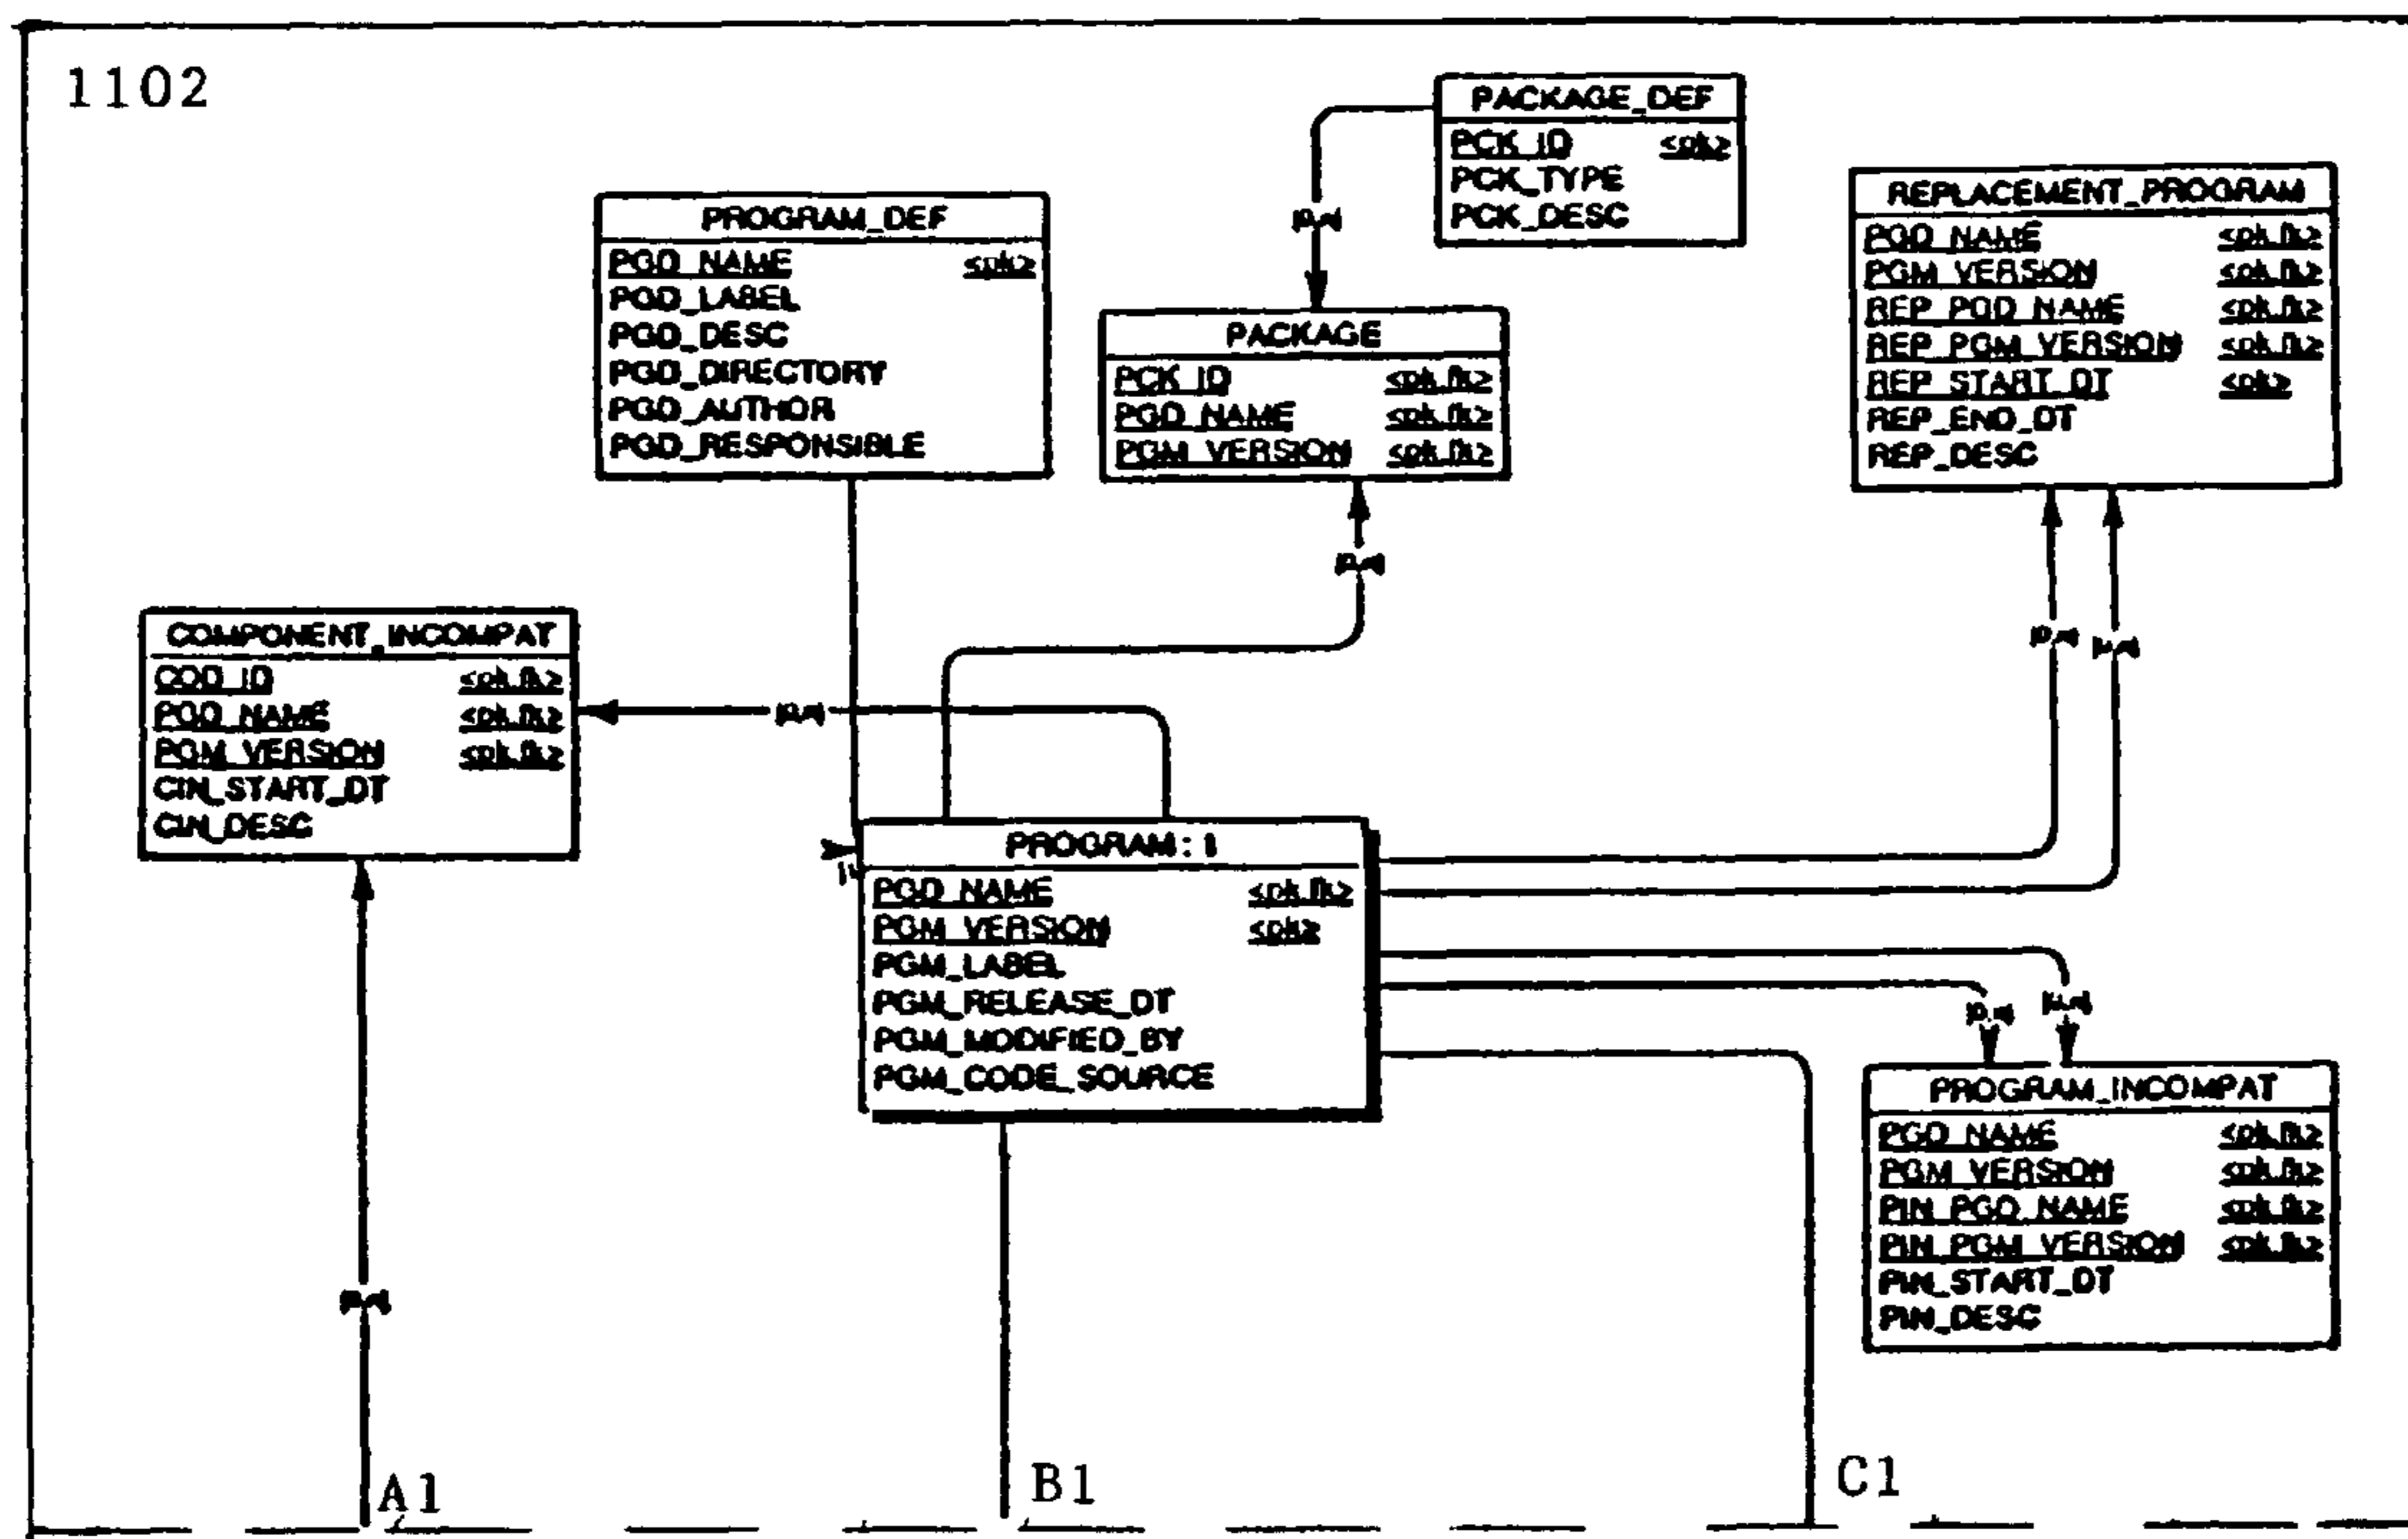 1102
PACKAGE_DEF
PCK_ID <pk>
PCK_TYPE
PCK_DESC
PROGRAM_DEF
PGD_NAME <pk>
PGD_LABEL
PGD_DESC
PGD_DIRECTORY
PGD_AUTHOR
PGD_RESPONSIBLE
PACKAGE
PCK_ID <pk,fk>
PGD_NAME <pk,fk>
PGM_VERSION <pk,fk>
REPLACEMENT_PROGRAM
PGD_NAME <pk,fk>
PGM_VERSION <pk,fk>
REP_PGD_NAME <pk,fk>
REP_PGM_VERSION <pk,fk>
REP_START_DT <pk>
REP_END_DT
REP_DESC
COMPONENT_INCOMPAT
COD_ID <pk,fk>
PGD_NAME <pk,fk>
PGM_VERSION <pk,fk>
CIN_START_DT
CIN_DESC
PROGRAM : 1
PGD_NAME <pk,fk>
PGM_VERSION <pk>
PGM_LABEL
PGM_RELEASE_DT
PGM_MODIFIED_BY
PGM_CODE_SOURCE
PROGRAM_INCOMPAT
PGD_NAME <pk,fk>
PGM_VERSION <pk,fk>
PIN_PGD_NAME <pk,fk>
PIN_PGM_VERSION <pk,fk>
PIN_START_DT
PIN_DESC
A1
B1
C1